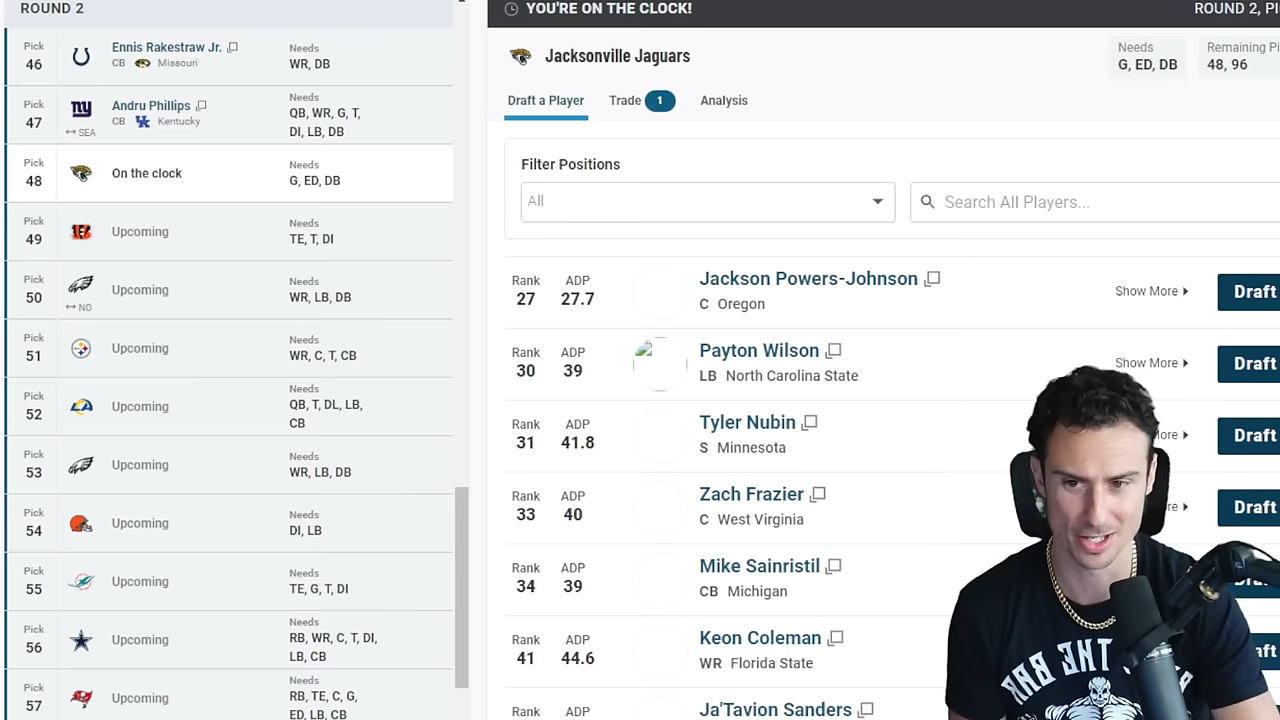 ROUND 2
Pick
46
Ennis Rakestraw Jr.
CB Missouri
Needs
WR, DB
Pick
47
SEA
Andru Phillips
CB Kentucky
Needs
QB, WR, G, T,
DI, LB, DB
Pick
48
On the clock
Needs
G, ED, DB
Pick
49
Upcoming
Needs
TE, T, DI
Pick
50
NO
Upcoming
Needs
WR, LB, DB
Pick
51
Upcoming
Needs
WR, C, T, CB
Pick
52
Upcoming
Needs
QB, T, DL, LB,
CB
Pick
53
Upcoming
Needs
WR, LB, DB
Pick
54
Upcoming
Needs
DI, LB
Pick
55
Upcoming
Needs
TE, G, T, DI
Pick
56
Upcoming
Needs
RB, WR, C, T, DI,
LB, CB
Pick
57
Upcoming
Needs
RB, TE, C, G,
ED, LB, CB
YOU'RE ON THE CLOCK!
ROUND 2, PI
Jacksonville Jaguars
Needs
G, ED, DB
Remaining Pi
48, 96
Draft a Player
Trade 1
Analysis
Filter Positions
All
Search All Players...
Rank ADP
27 27.7
Jackson Powers-Johnson
C Oregon
Show More
Draft
Rank ADP
30 39
Payton Wilson
LB North Carolina State
Show More
Draft
Rank ADP
31 41.8
Tyler Nubin
S Minnesota
ore
Draft
Rank ADP
33 40
Zach Frazier
C West Virginia
re
Draft
Rank ADP
34 39
Mike Sainristil
CB Michigan
Rank ADP
41 44.6
Keon Coleman
WR Florida State
aft
Rank ADP
Ja'Tavion Sanders
THE BAR